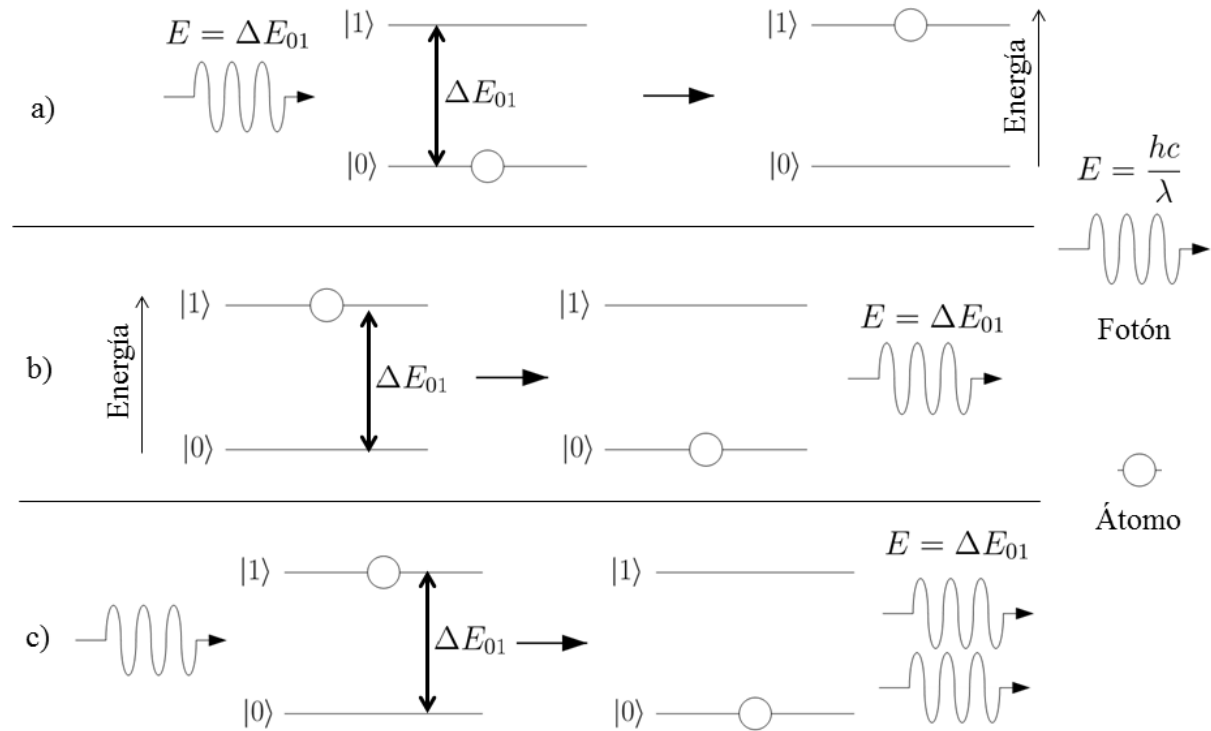 a)
E = ΔE₀₁
|1⟩
ΔE₀₁
|0⟩
|1⟩
|0⟩
Energía
b)
Energía
|1⟩
ΔE₀₁
|0⟩
|1⟩
|0⟩
E = ΔE₀₁
c)
|1⟩
ΔE₀₁
|0⟩
|1⟩
|0⟩
E = ΔE₀₁
E = hc/λ
Fotón
Átomo